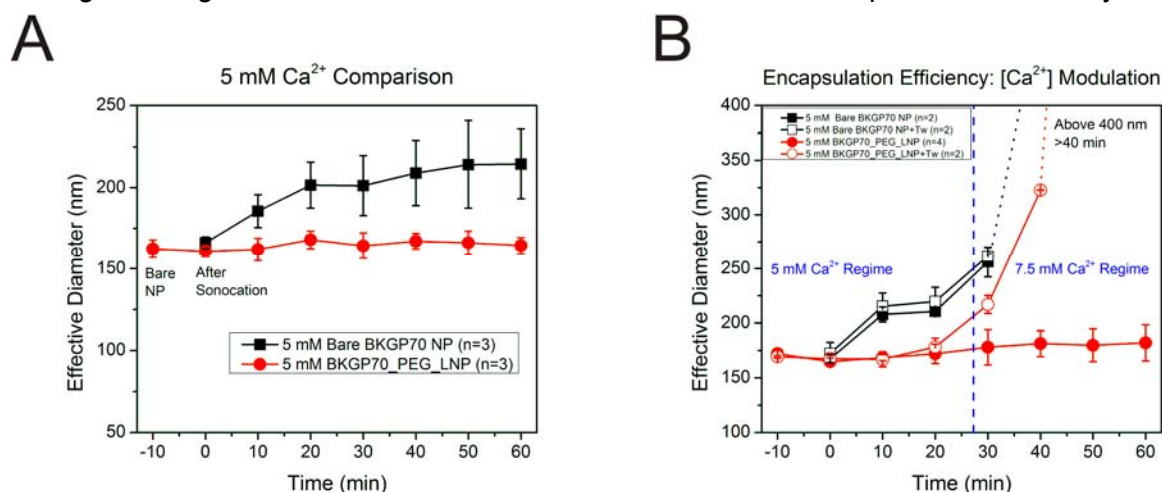 A
5 mM Ca²⁺ Comparison
250
200
150
100
Effective Diameter (nm)
Bare
NP
After
Sonocation
5 mM Bare BKGP70 NP (n=3)
5 mM BKGP70_PEG_LNP (n=3)
-10 0 10 20 30 40 50 60
Time (min)
B
Encapsulation Efficiency: [Ca²⁺] Modulation
400
350
300
250
200
150
100
Effective Diameter (nm)
5 mM Bare BKGP70 NP (n=2)
5 mM Bare BKGP70 NP+Tw (n=2)
5 mM BKGP70_PEG_LNP (n=4)
5 mM BKGP70_PEG_LNP+Tw (n=2)
Above 400 nm
>40 min
5 mM Ca²⁺ Regime
7.5 mM Ca²⁺ Regime
-10 0 10 20 30 40 50 60
Time (min)